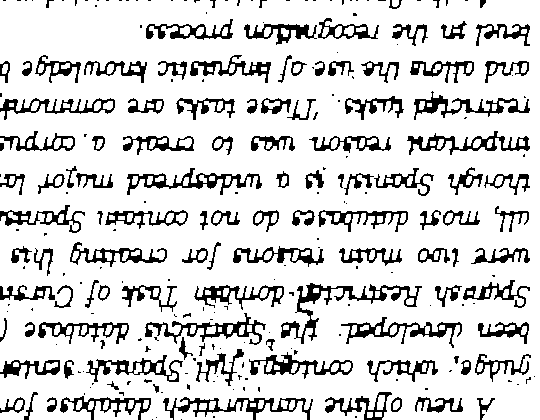 A new offline handwritten database for
guage, which contains full Spanish senten
been developed: the Spartacus database (
Spanish Restricted-domain Task of Cursiv
were two main reasons for creating this
all, most databases do not contain Spanis
though Spanish is a widespread major la
important reason was to create a corpus
restricted tasks. These tasks are commonl
and allow the use of linguistic knowledge b
level in the recognition process.